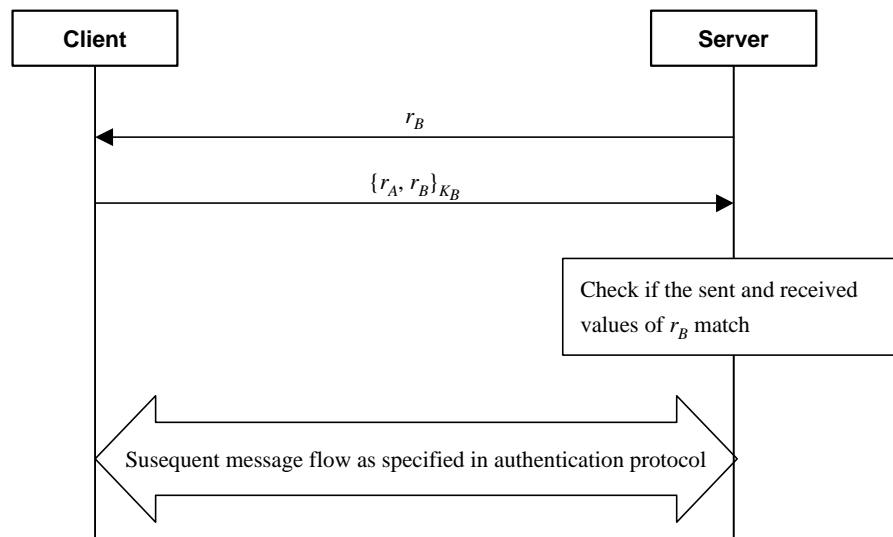 Client
Server
r_B
{r_A, r_B}_{K_B}
Check if the sent and received
values of r_B match
Susequent message flow as specified in authentication protocol